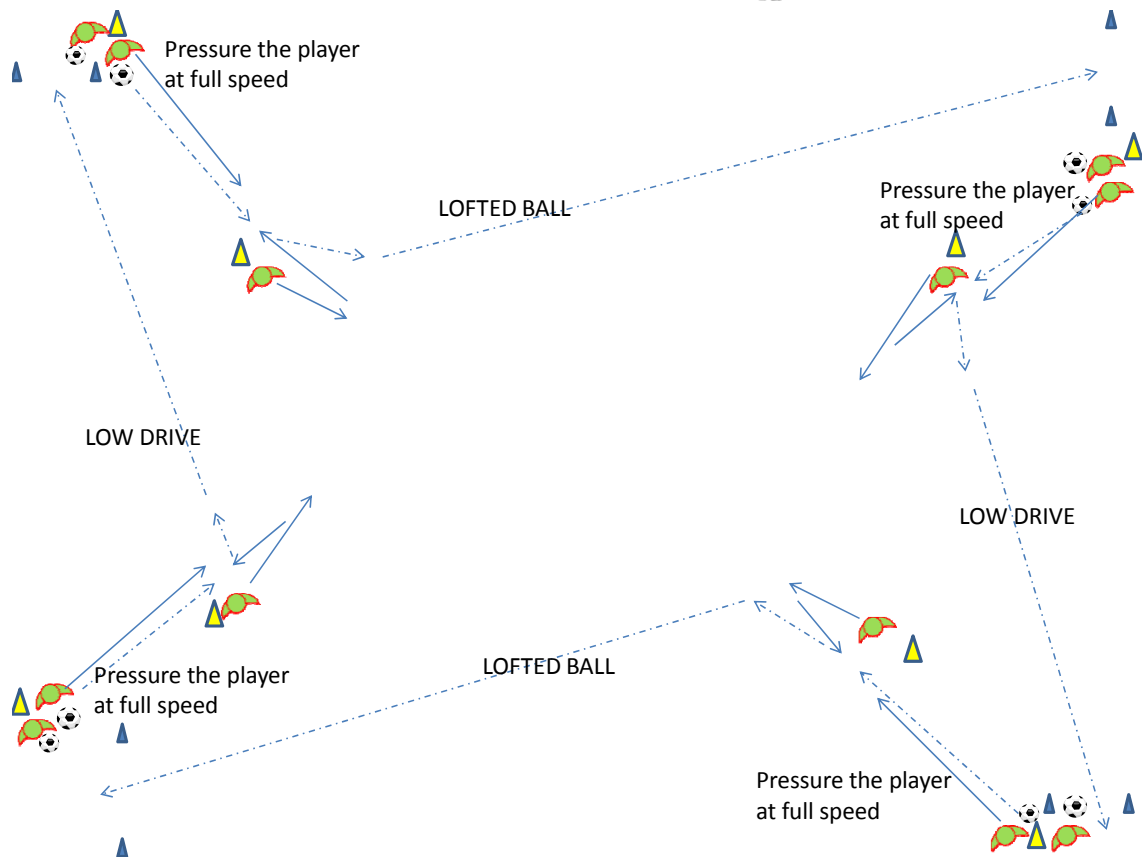 Pressure the player
at full speed
LOFTED BALL
Pressure the player
at full speed
LOW DRIVE
LOW DRIVE
LOFTED BALL
Pressure the player
at full speed
Pressure the player
at full speed